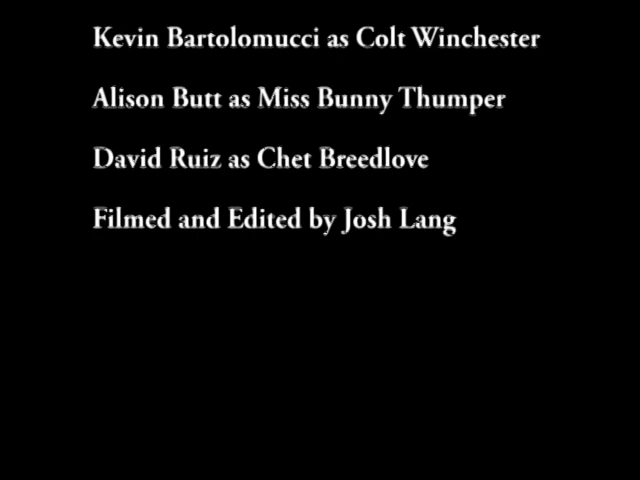 Kevin Bartolomucci as Colt Winchester
Alison Butt as Miss Bunny Thumper
David Ruiz as Chet Breedlove
Filmed and Edited by Josh Lang